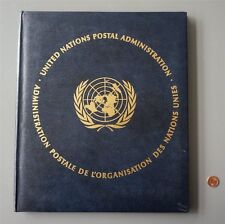 · UNITED NATIONS POSTAL ADMINISTRATION ·
ADMINISTRATION POSTALE DE L'ORGANISATION DES NATIONS UNIES